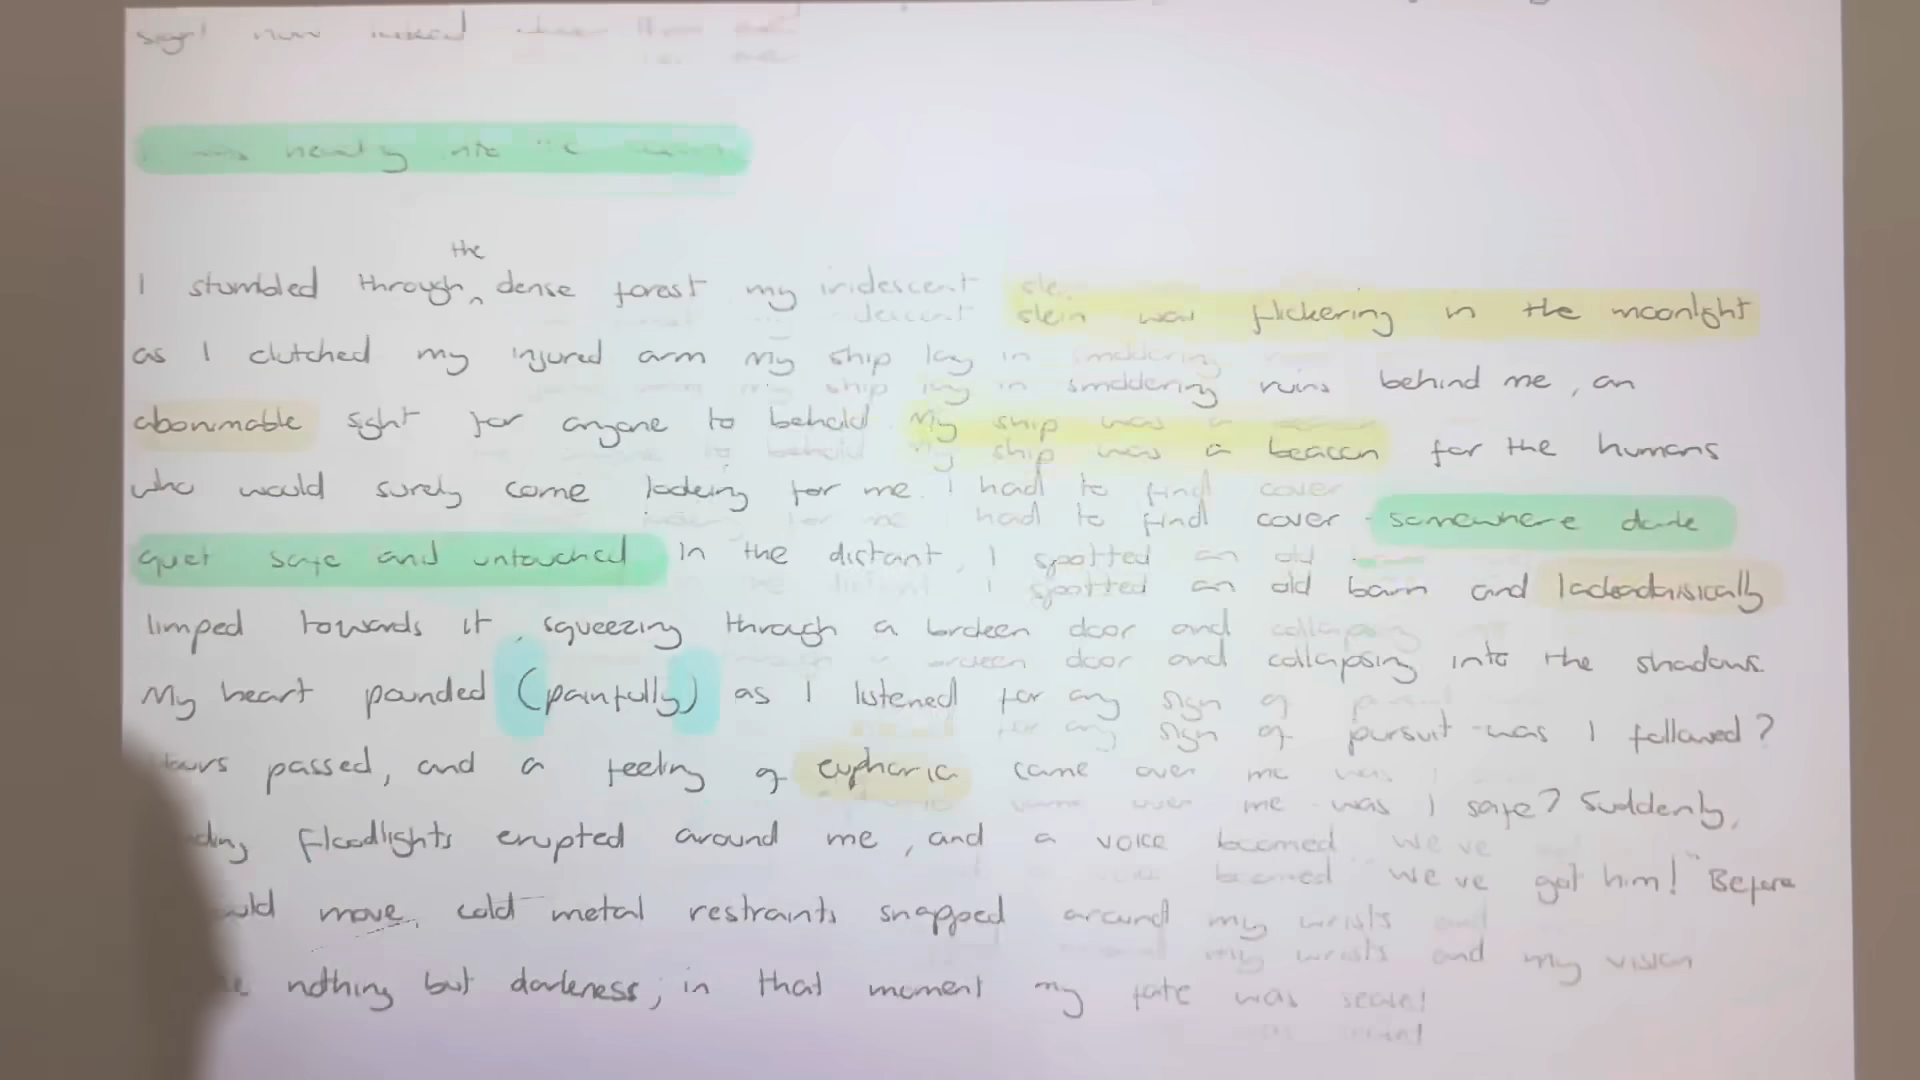 I stumbled through the dense forest my iridescent skin was flickering in the moonlight
as I clutched my injured arm My ship lay in smoldering ruins behind me, an
abominable sight for anyone to behold. My ship was a beacon for the humans
who would surely come looking for me. I had to find cover - somewhere dark
quiet safe and untouched In the distant, I spotted an old barn and lackadaisically
limped towards it, squeezing through a broken door and collapsing into the shadows.
My heart pounded (painfully) as I listened for any sign of pursuit - was I followed?
passed, and a feeling of euphoria came over me was I safe? Suddenly,
floodlights erupted around me, and a voice boomed "We've got him!" Before
move, cold metal restraints snapped around my wrists and my vision
nothing but darkness; in that moment my fate was sealed